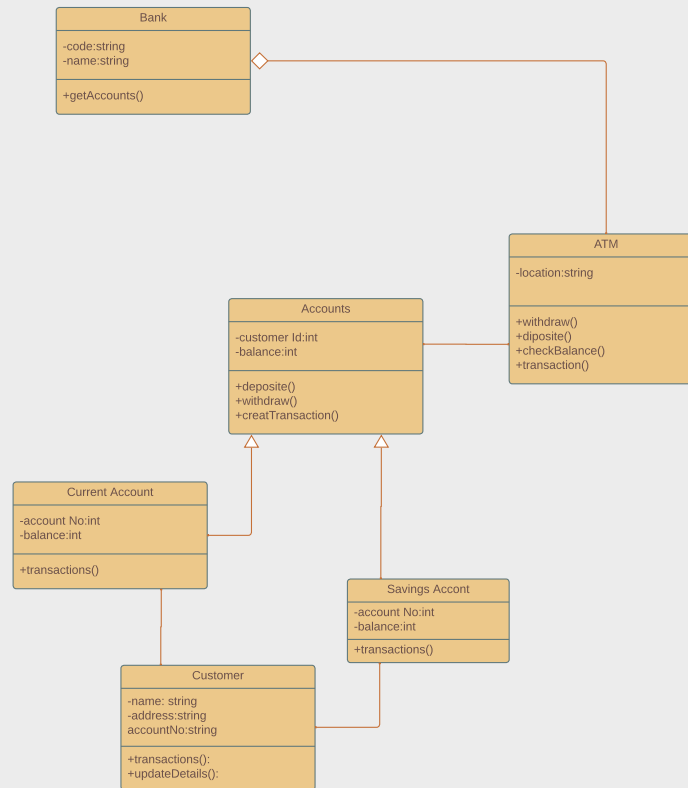 Bank
-code:string
-name:string
+getAccounts()
ATM
-location:string
+withdraw()
+diposite()
+checkBalance()
+transaction()
Accounts
-customer Id:int
-balance:int
+deposite()
+withdraw()
+creatTransaction()
Current Account
-account No:int
-balance:int
+transactions()
Savings Accont
-account No:int
-balance:int
+transactions()
Customer
-name: string
-address:string
accountNo:string
+transactions():
+updateDetails():